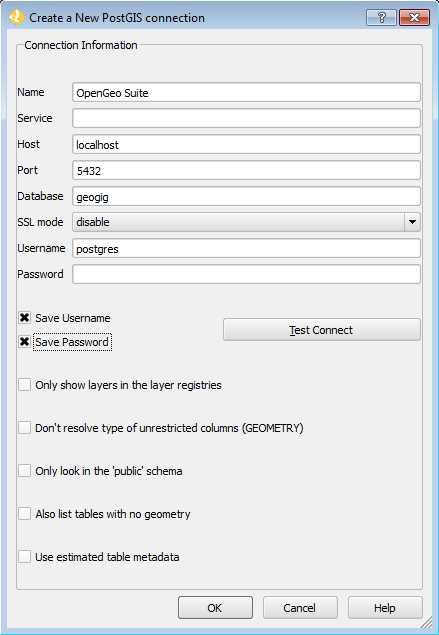 Create a New PostGIS connection
Connection Information
Name OpenGeo Suite
Service
Host localhost
Port 5432
Database geogig
SSL mode disable
Username postgres
Password
Save Username
Test Connect
Save Password
Only show layers in the layer registries
Don't resolve type of unrestricted columns (GEOMETRY)
Only look in the 'public' schema
Also list tables with no geometry
Use estimated table metadata
OK Cancel Help